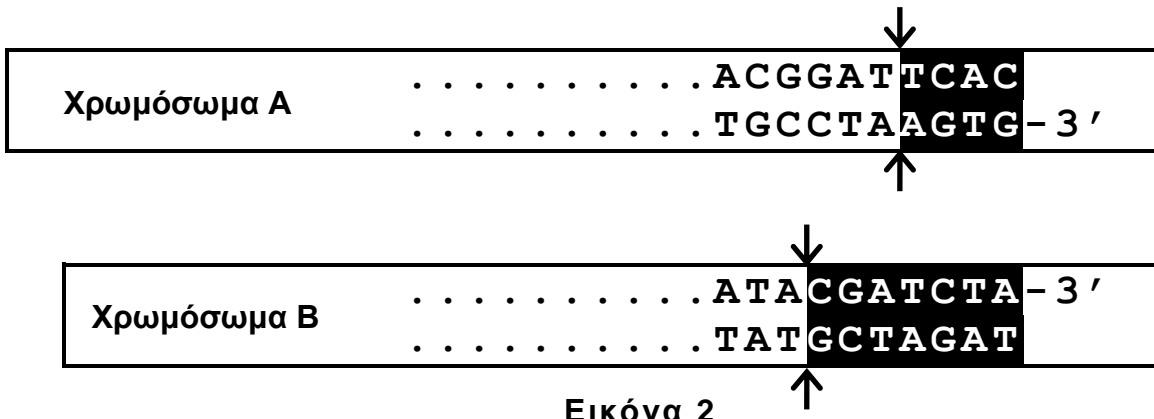 . . . . . . . . . . ACGGATTCAC
Χρωμόσωμα Α
. . . . . . . . . . TGCCTAAGTG-3′
. . . . . . . . . . ATACGATCTA-3′
Χρωμόσωμα Β
. . . . . . . . . . TATGCTAGAT
Εικόνα 2